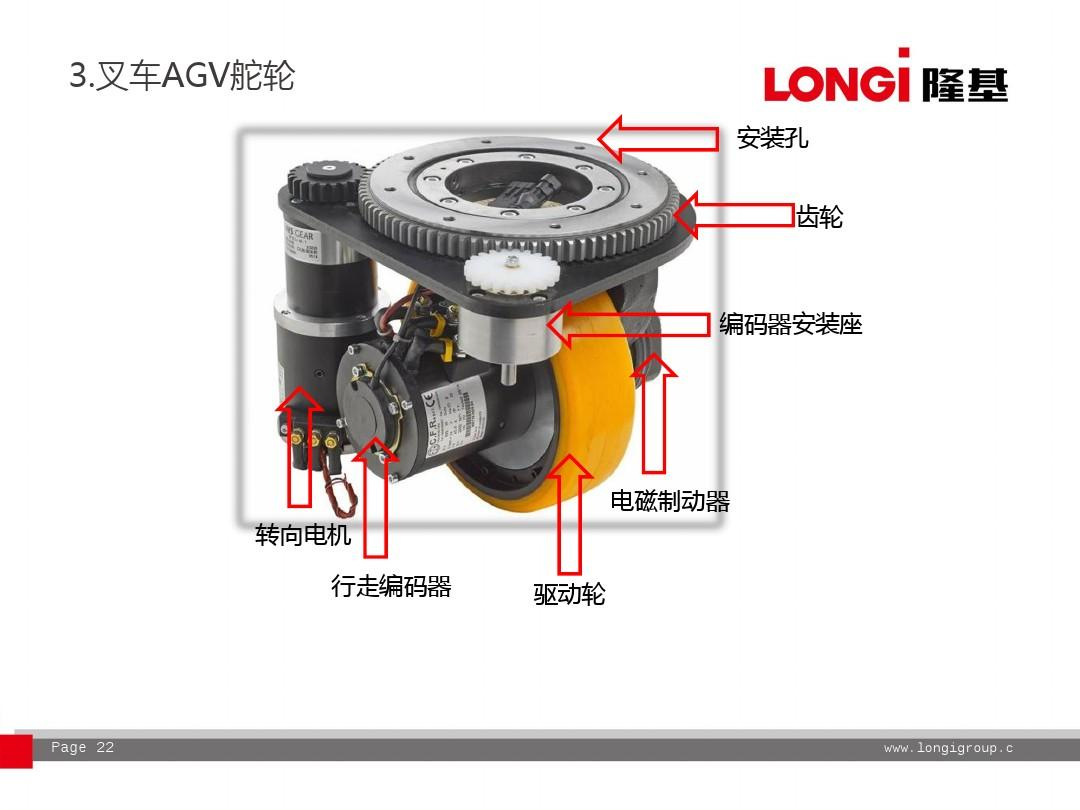 3.叉车AGV舵轮
LONGi 隆基
安装孔
齿轮
GEAR
编码器安装座
C.F.R
CE
电磁制动器
转向电机
行走编码器
驱动轮
Page 22
www.longigroup.c